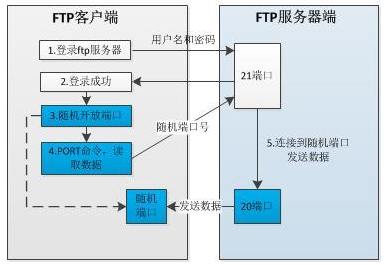 FTP客户端
FTP服务器端
1.登录ftp服务器
用户名和密码
2.登录成功
21端口
3.随机开放端口
随机端口号
4.PORT命令，读
取数据
5.连接到随机端口
发送数据
随机
端口
发送数据
20端口